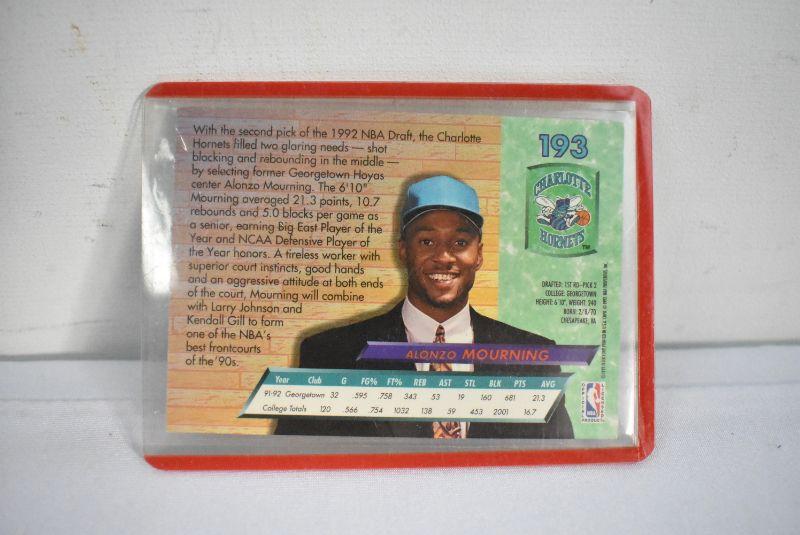 With the second pick of the 1992 NBA Draft, the Charlotte
Hornets filled two glaring needs — shot
blocking and rebounding in the middle —
by selecting former Georgetown Hoyas
center Alonzo Mourning. The 6'10"
Mourning averaged 21.3 points, 10.7
rebounds and 5.0 blocks per game as
a senior, earning Big East Player of the
Year and NCAA Defensive Player of
the Year honors. A tireless worker with
superior court instincts, good hands
and an aggressive attitude at both ends
of the court, Mourning will combine
with Larry Johnson and
Kendall Gill to form
one of the NBA's
best frontcourts
of the '90s.
193
CHARLOTTE
HORNETS
TM
DRAFTED: 1ST RD-PICK 2
COLLEGE: GEORGETOWN
HEIGHT: 6'10", WEIGHT: 240
BORN: 2/8/70
CHESAPEAKE, VA
ALONZO MOURNING
Year Club G FG% FT% REB AST STL BLK PTS AVG
91-92 Georgetown 32 .595 .758 343 53 19 160 681 21.3
College Totals 120 .566 .754 1032 138 59 453 2001 16.7
NBA